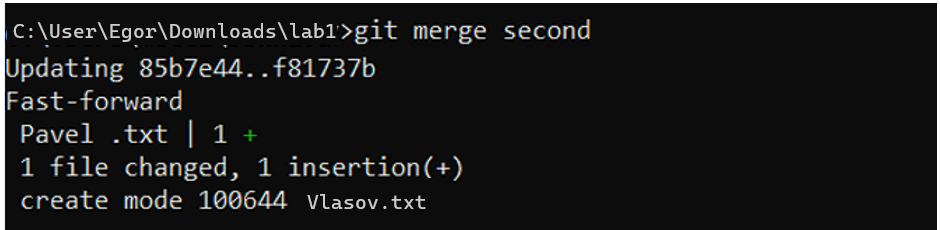 C:\User\Egor\Downloads\lab1>git merge second
Updating 85b7e44..f81737b
Fast-forward
 Pavel .txt | 1 +
 1 file changed, 1 insertion(+)
 create mode 100644 Vlasov.txt